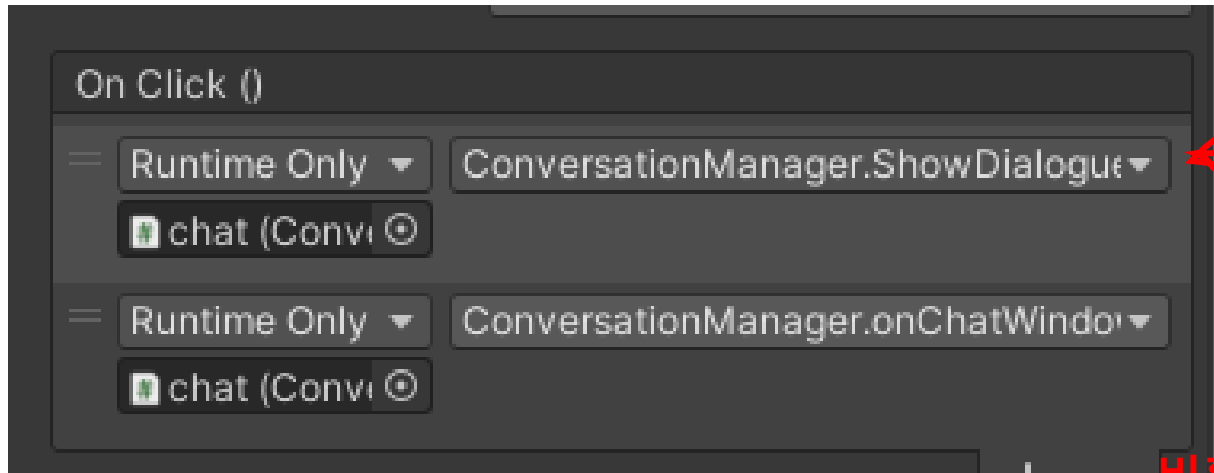 On Click ()
Runtime Only ConversationManager.ShowDialogue
chat (Conv
Runtime Only ConversationManager.onChatWindo
chat (Conv